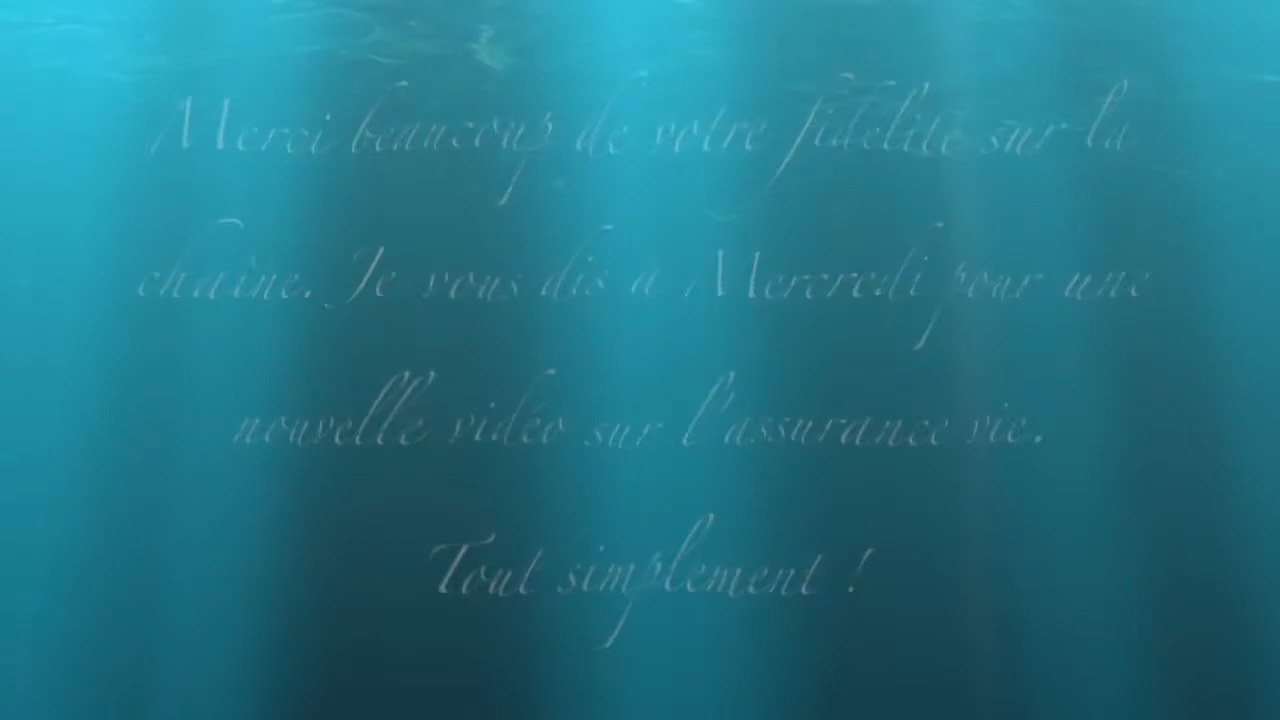 Merci beaucoup de votre fidélité sur la
chaîne. Je vous dis à Mercredi pour une
nouvelle vidéo sur l'assurance vie.
Tout simplement !